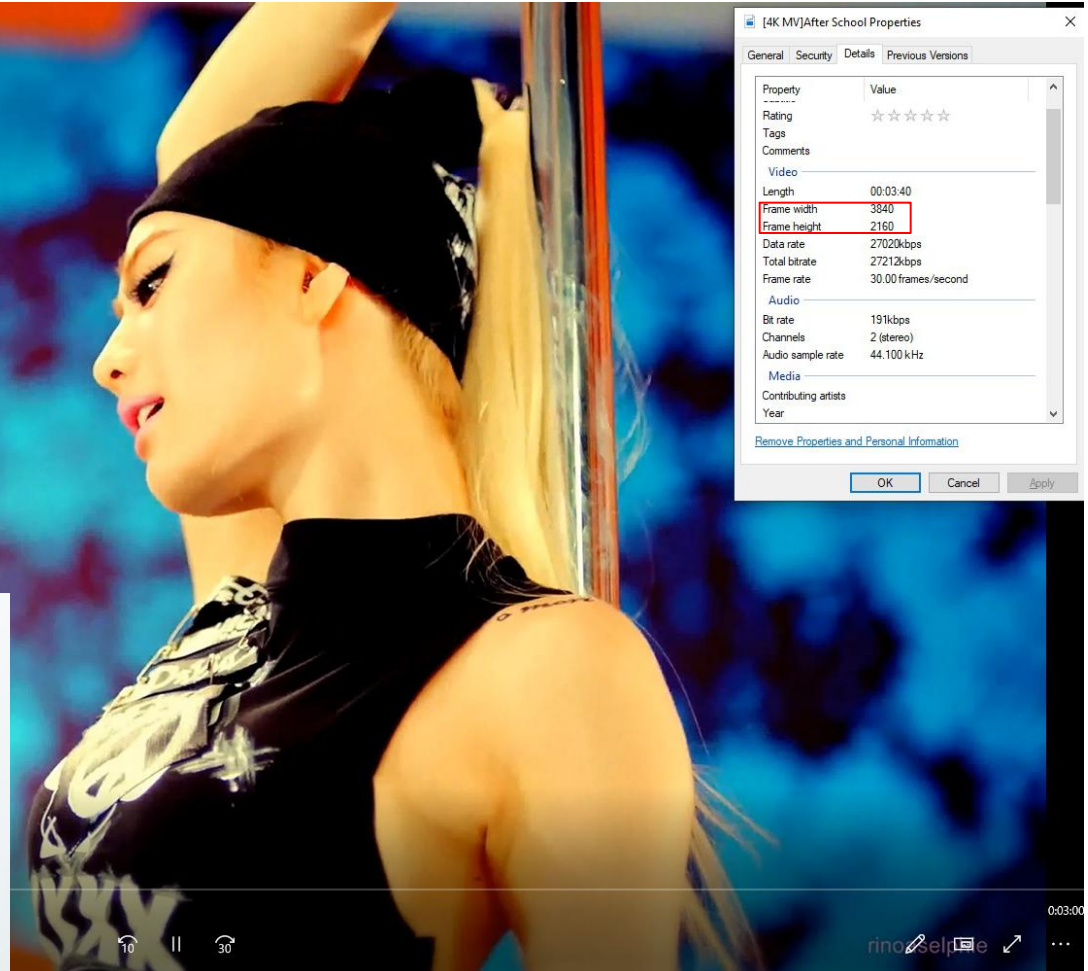 [4K MV]After School Properties
General Security Details Previous Versions
Property Value
Rating
Tags
Comments
Video
Length 00:03:40
Frame width 3840
Frame height 2160
Data rate 27020kbps
Total bitrate 27212kbps
Frame rate 30.00 frames/second
Audio
Bit rate 191kbps
Channels 2 (stereo)
Audio sample rate 44.100 kHz
Media
Contributing artists
Year
Remove Properties and Personal Information
OK Cancel Apply
o more
XXX
0:03:00
10 30